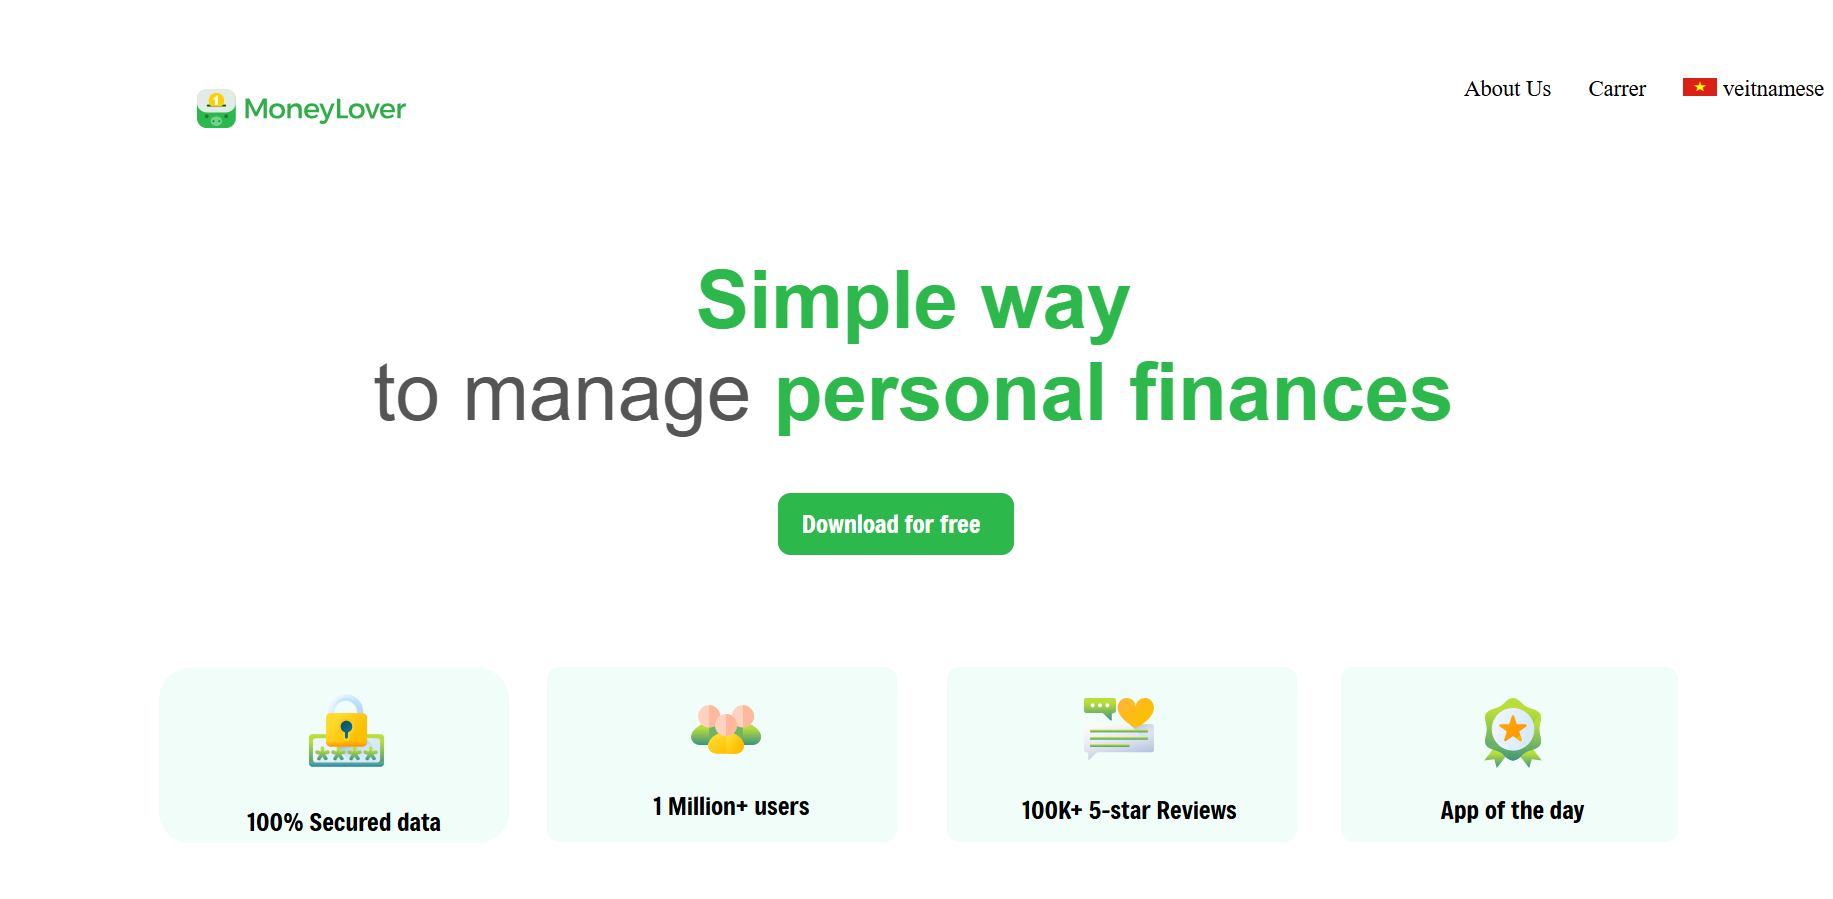 MoneyLover
About Us Carrer veitnamese
Simple way
to manage personal finances
Download for free
100% Secured data
1 Million+ users
100K+ 5-star Reviews
App of the day